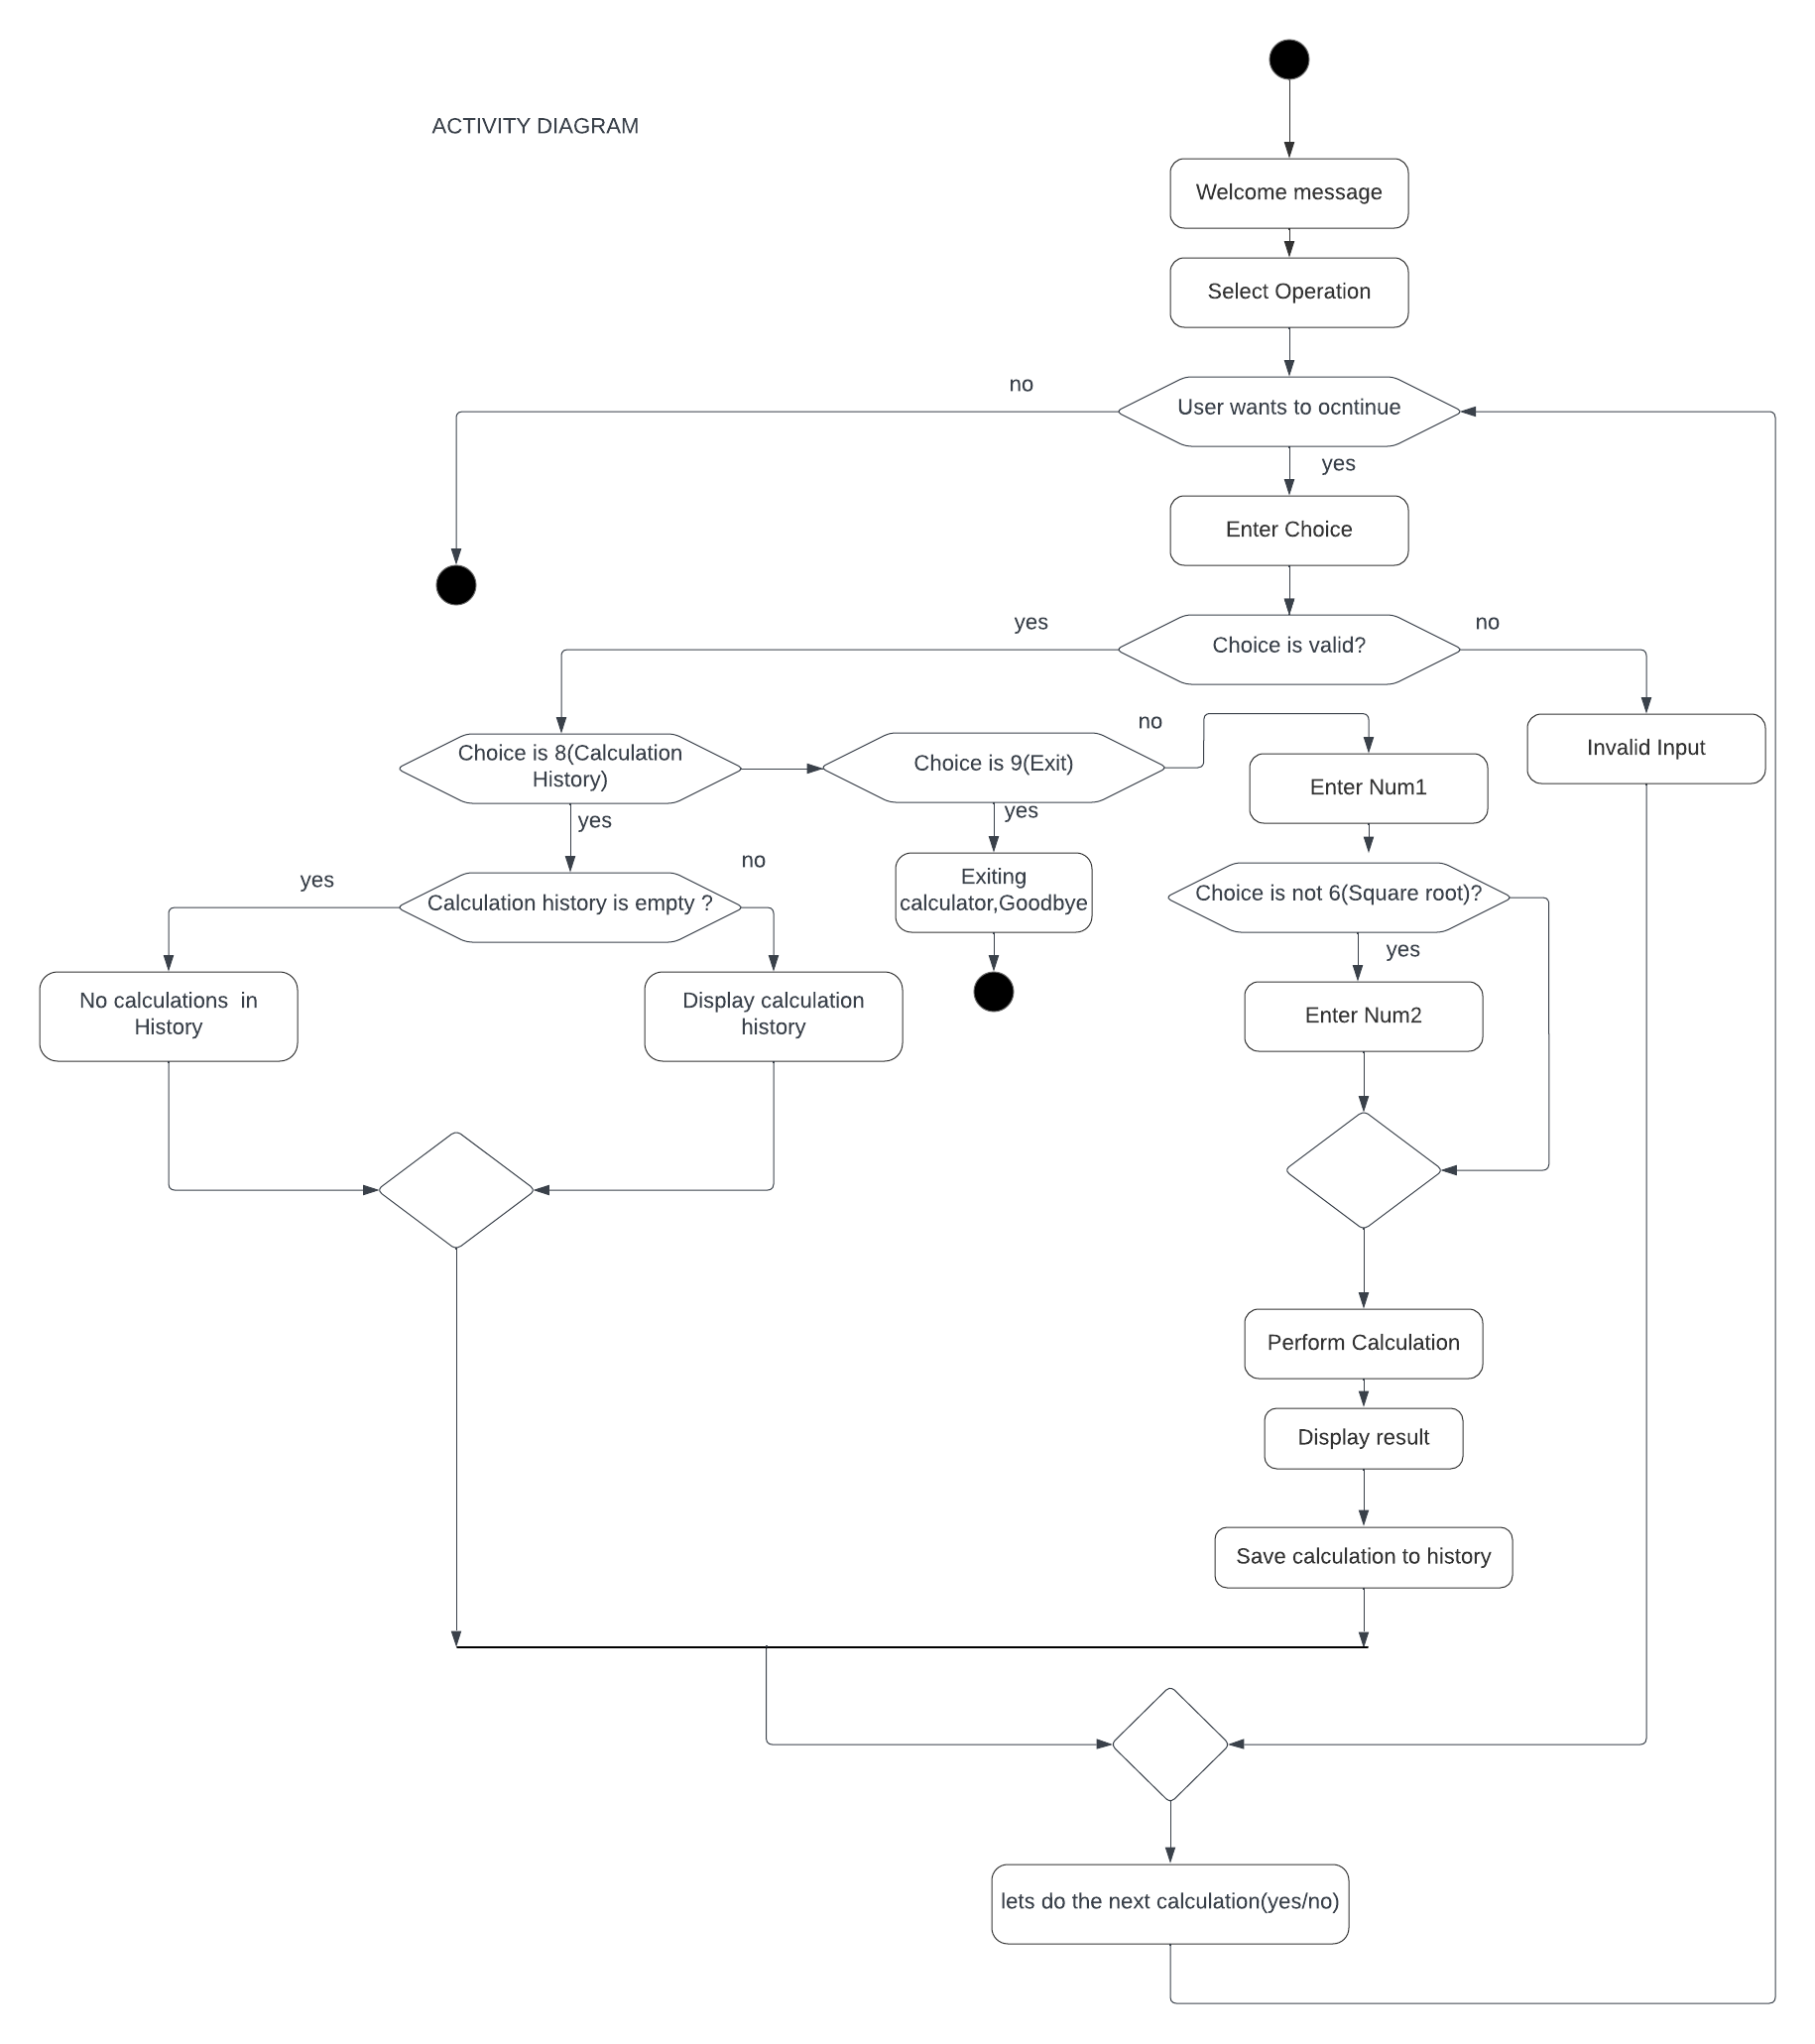 ACTIVITY DIAGRAM
Welcome message
Select Operation
no
User wants to ocntinue
yes
Enter Choice
yes
Choice is valid?
no
Choice is 8(Calculation
History)
Choice is 9(Exit)
no
Enter Num1
Invalid Input
yes
yes
yes
Calculation history is empty ?
no
Exiting
calculator,Goodbye
Choice is not 6(Square root)?
yes
No calculations  in
History
Display calculation
history
Enter Num2
Perform Calculation
Display result
Save calculation to history
lets do the next calculation(yes/no)